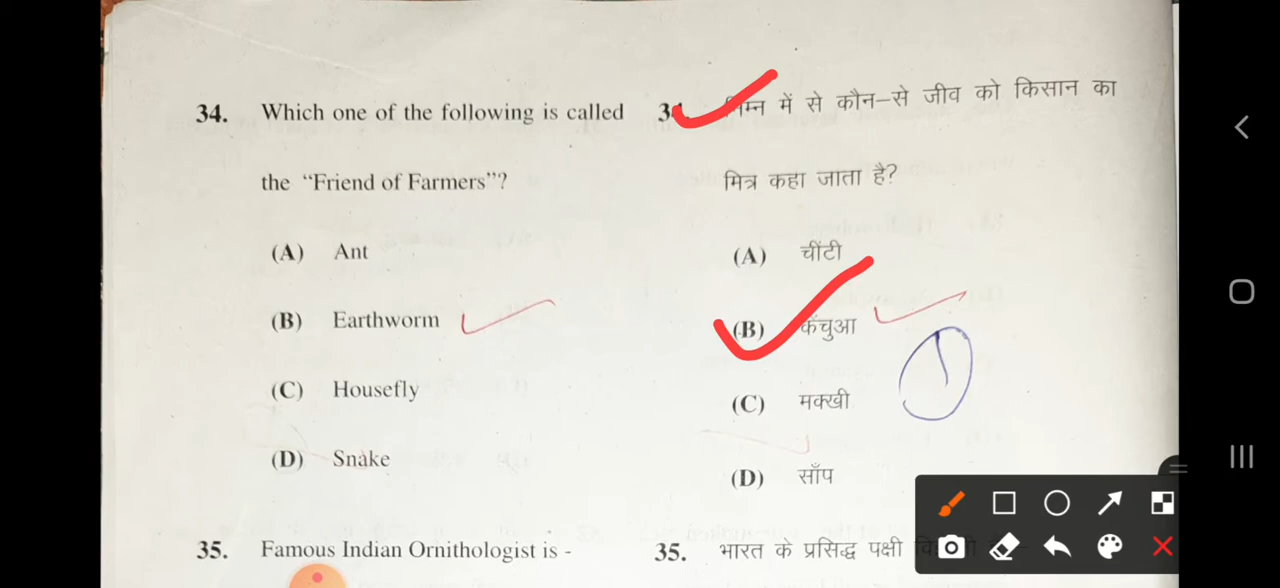 34. Which one of the following is called
the “Friend of Farmers”?
(A) Ant
(B) Earthworm
(C) Housefly
(D) Snake
35. Famous Indian Ornithologist is -
में से कौन-से जीव को किसान का
मित्र कहा जाता है?
(A) चींटी
(B) केंचुआ
(C) मक्खी
(D) साँप
35. भारत के प्रसिद्ध पक्षी